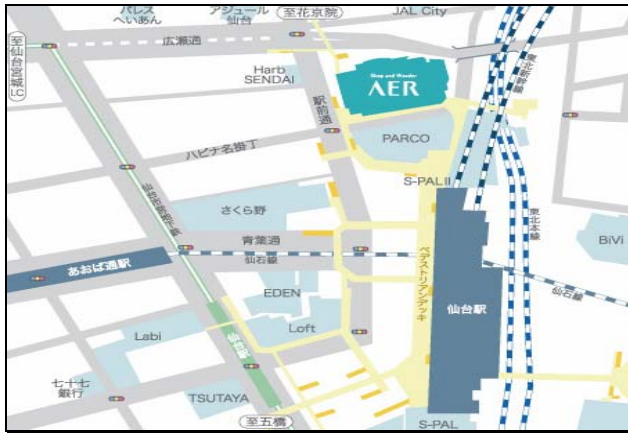 パレス
へいあん
アジュール
仙台
至花京院
JAL City
至仙台宮城I.C
広瀬通
Harb
SENDAI
Shop and Wonder
AER
東北新幹線
駅前通
PARCO
ハピナ名掛丁
S-PALⅡ
さくら野
青葉通
仙石線
あおば通駅
ペデストリアンデッキ
東北本線
BiVi
仙石線
仙台駅
EDEN
Loft
Labi
仙台駅
七十七
銀行
TSUTAYA
至五橋
S-PAL